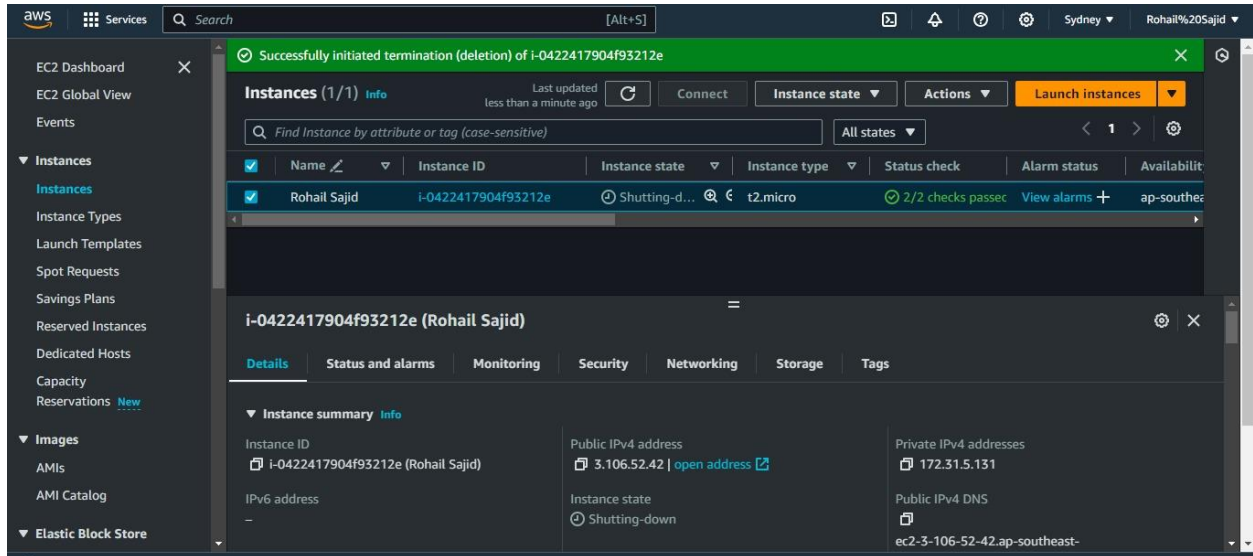 aws Services Search [Alt+S] Sydney Rohail%20Sajid
EC2 Dashboard
EC2 Global View
Events
Instances
Instances
Instance Types
Launch Templates
Spot Requests
Savings Plans
Reserved Instances
Dedicated Hosts
Capacity
Reservations New
Images
AMIs
AMI Catalog
Elastic Block Store
Successfully initiated termination (deletion) of i-0422417904f93212e
Instances (1/1) Info
Last updated
less than a minute ago
Connect Instance state Actions Launch instances
Find Instance by attribute or tag (case-sensitive) All states 1
Name Instance ID Instance state Instance type Status check Alarm status Availabilit
Rohail Sajid i-0422417904f93212e Shutting-d... t2.micro 2/2 checks passec View alarms + ap-southea
i-0422417904f93212e (Rohail Sajid)
Details Status and alarms Monitoring Security Networking Storage Tags
Instance summary Info
Instance ID Public IPv4 address Private IPv4 addresses
i-0422417904f93212e (Rohail Sajid) 3.106.52.42 | open address 172.31.5.131
IPv6 address Instance state Public IPv4 DNS
– Shutting-down
ec2-3-106-52-42.ap-southeast-